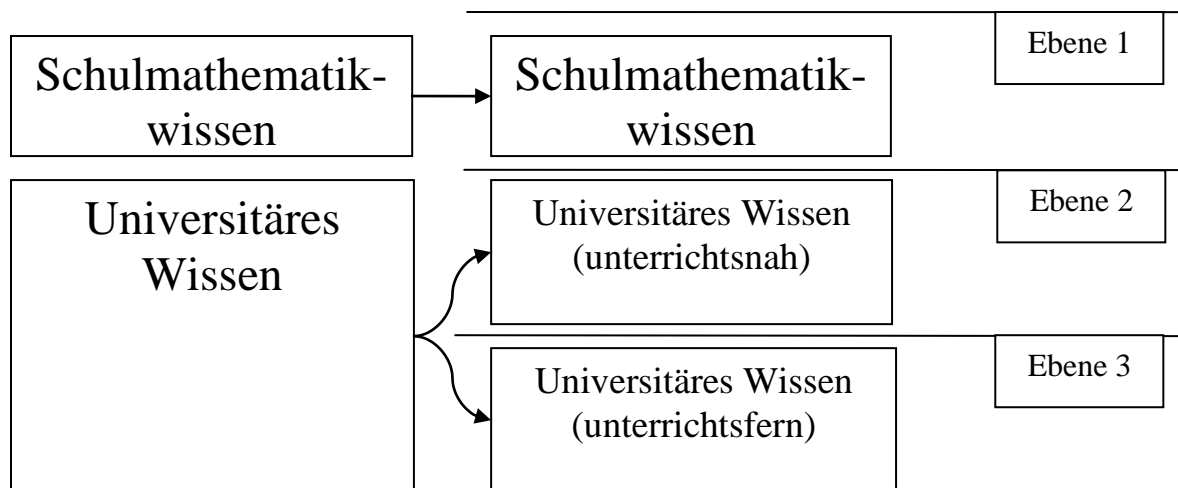 Schulmathematik-
wissen
Schulmathematik-
wissen
Ebene 1
Universitäres
Wissen
Universitäres Wissen
(unterrichtsnah)
Ebene 2
Universitäres Wissen
(unterrichtsfern)
Ebene 3